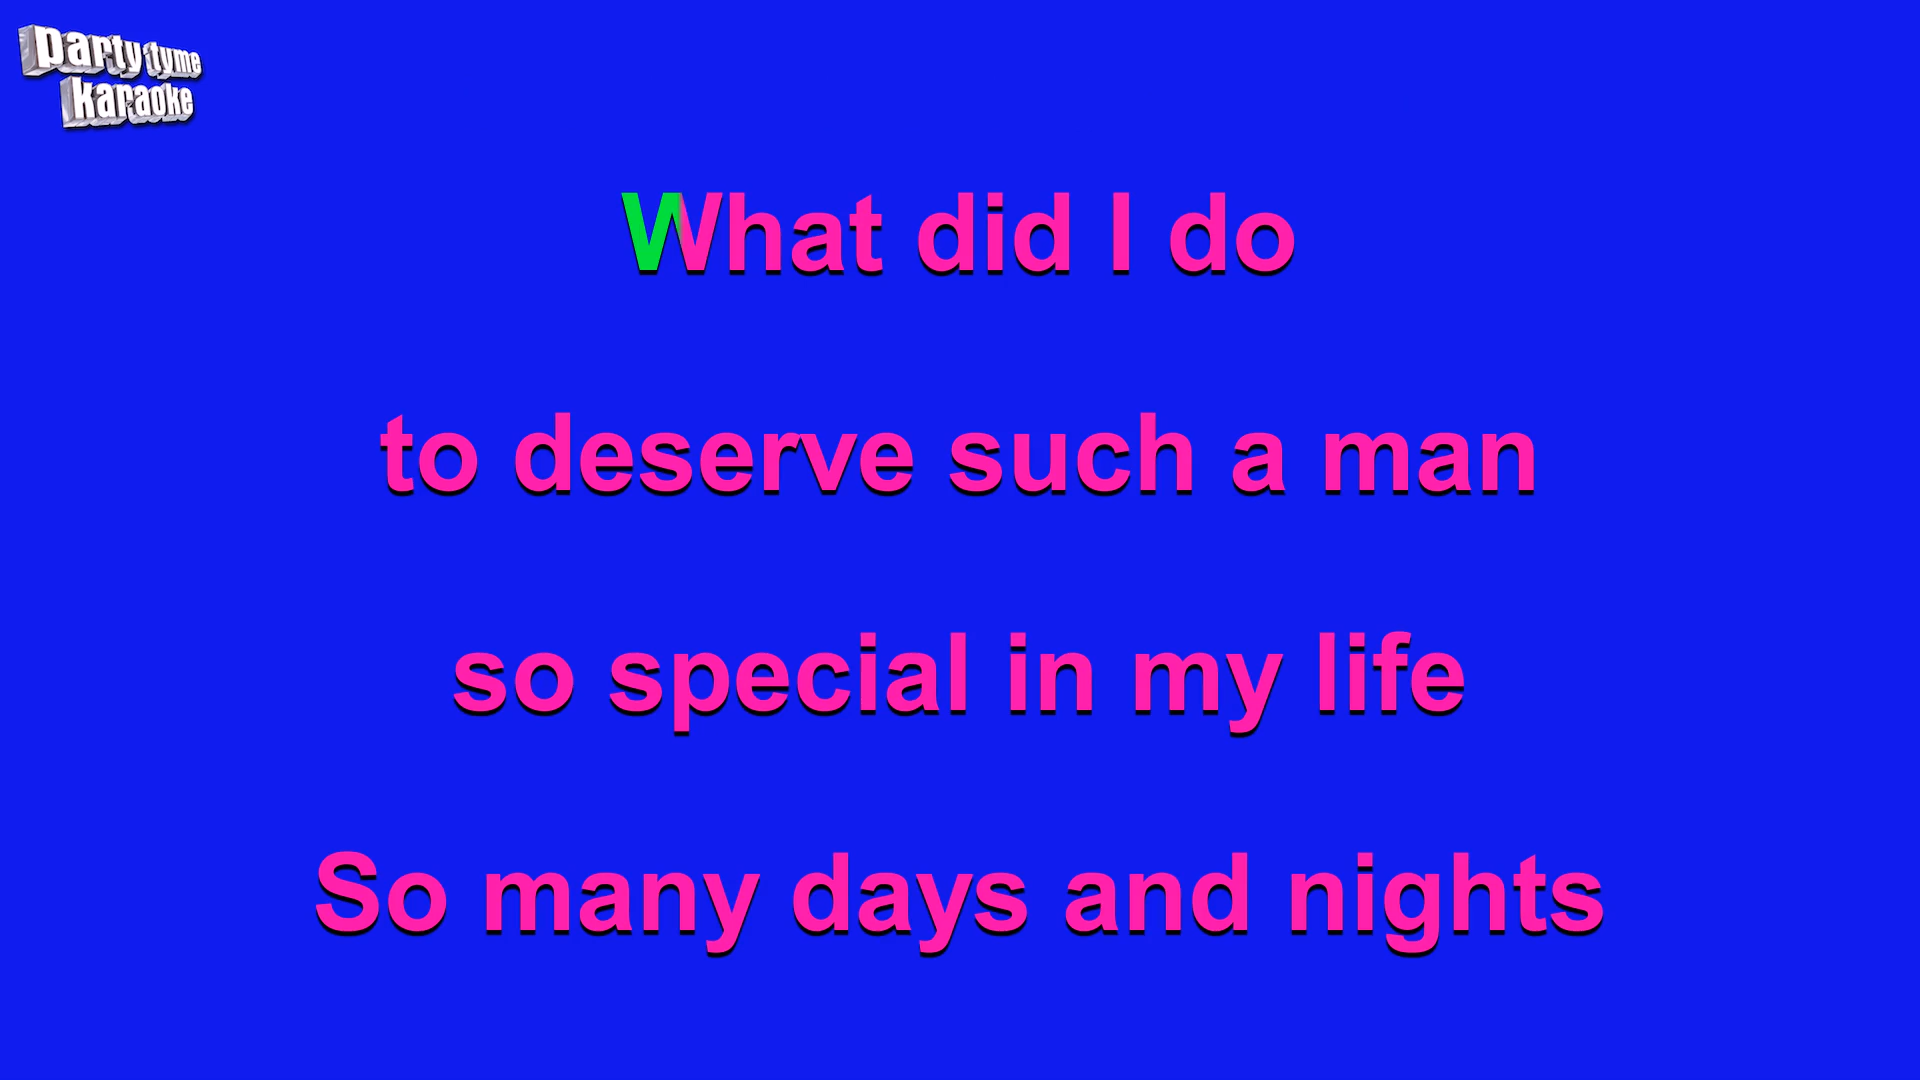 party tyme
karaoke
What did I do
to deserve such a man
so special in my life
So many days and nights